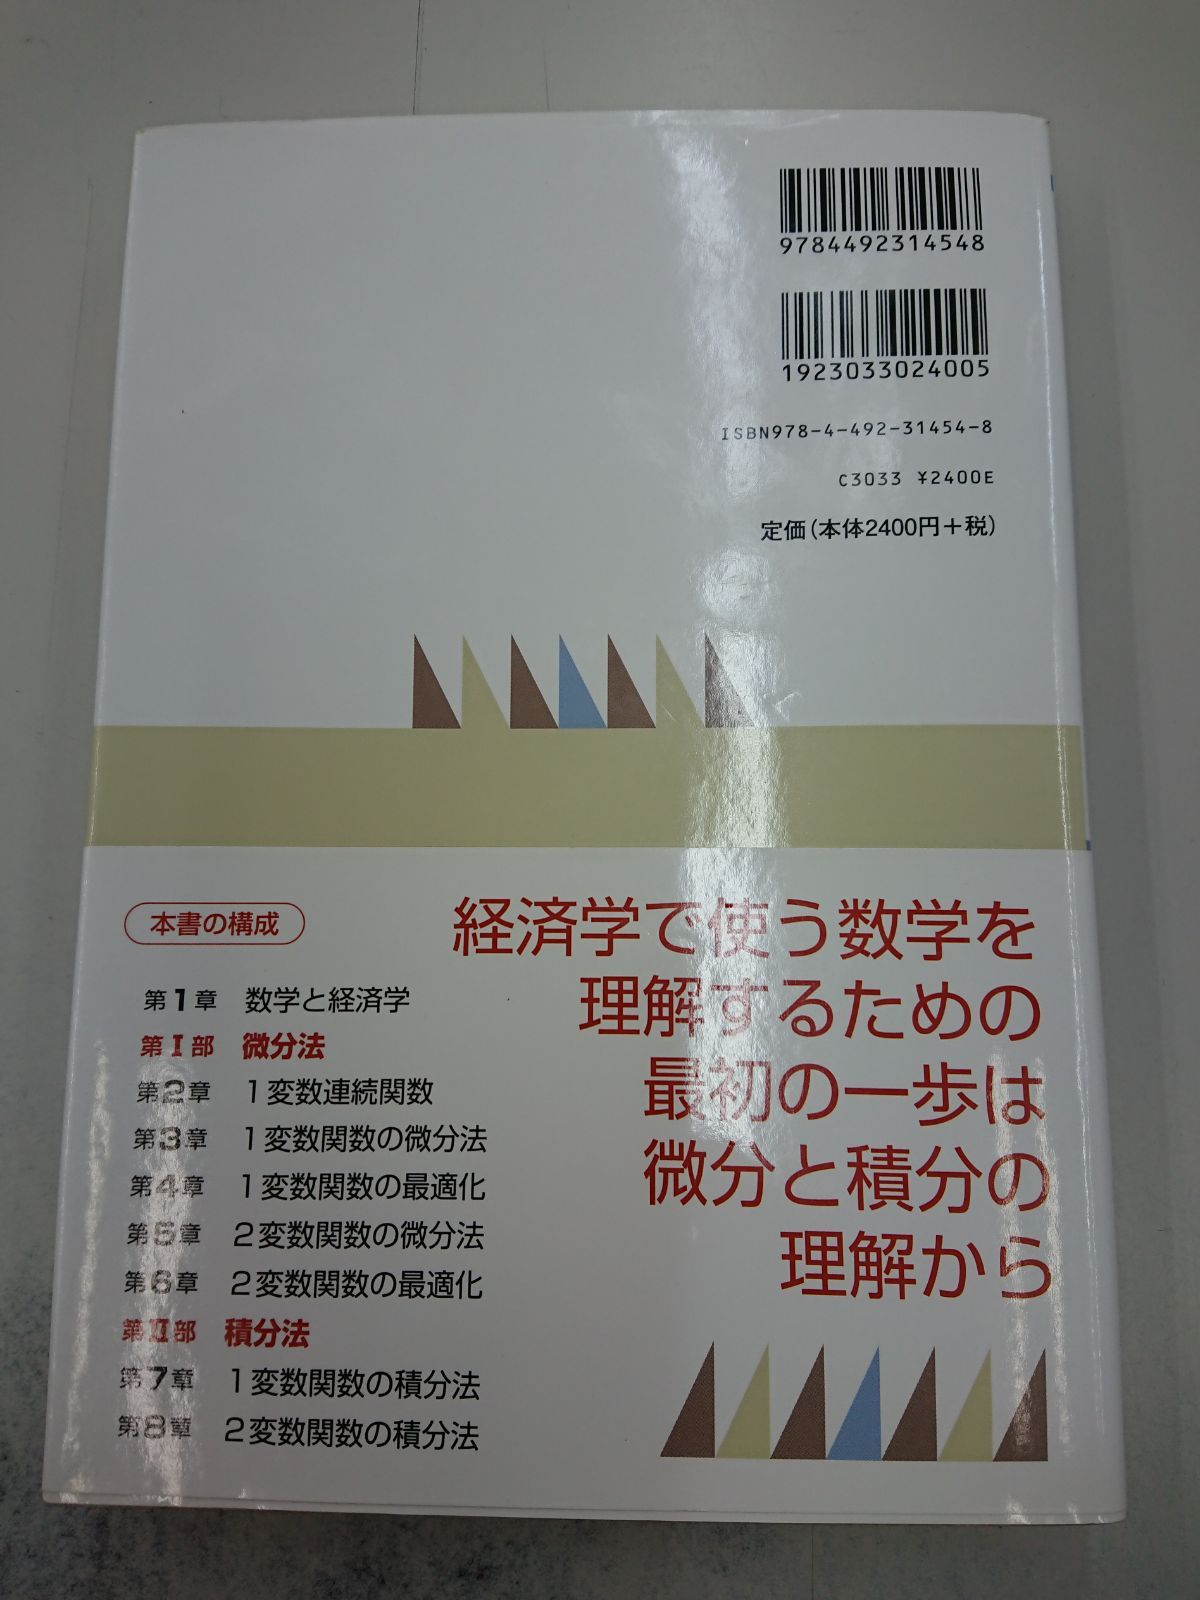 9784492314548
1923033024005
ISBN978-4-492-31454-8
C3033 ¥2400E
定価(本体2400円+税)
経済学で使う数学を
理解するための
最初の一歩は
微分と積分の
理解から
本書の構成
第1章 数学と経済学
第Ⅰ部 微分法
第2章 1変数連続関数
第3章 1変数関数の微分法
第4章 1変数関数の最適化
第5章 2変数関数の微分法
第6章 2変数関数の最適化
第Ⅱ部 積分法
第7章 1変数関数の積分法
第8章 2変数関数の積分法